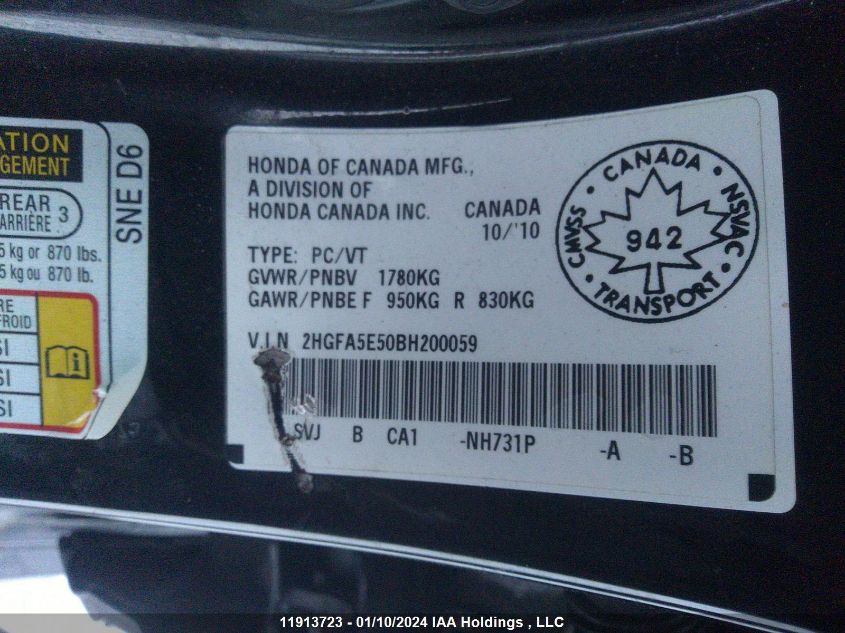 ATION
GEMENT
REAR
ARRIÈRE 3
5 kg or 870 lbs.
5 kg ou 870 lb.
RE
FROID
SI
SI
SI
SNE D6
HONDA OF CANADA MFG.,
A DIVISION OF
HONDA CANADA INC. CANADA
10/'10
TYPE: PC/VT
GVWR/PNBV 1780KG
GAWR/PNBE F 950KG R 830KG
V.I.N 2HGFA5E50BH200059
SVJ B CA1 -NH731P -A -B
CMVSS • CANADA • NSVAC
942
• TRANSPORT •
11913723 - 01/10/2024 IAA Holdings , LLC